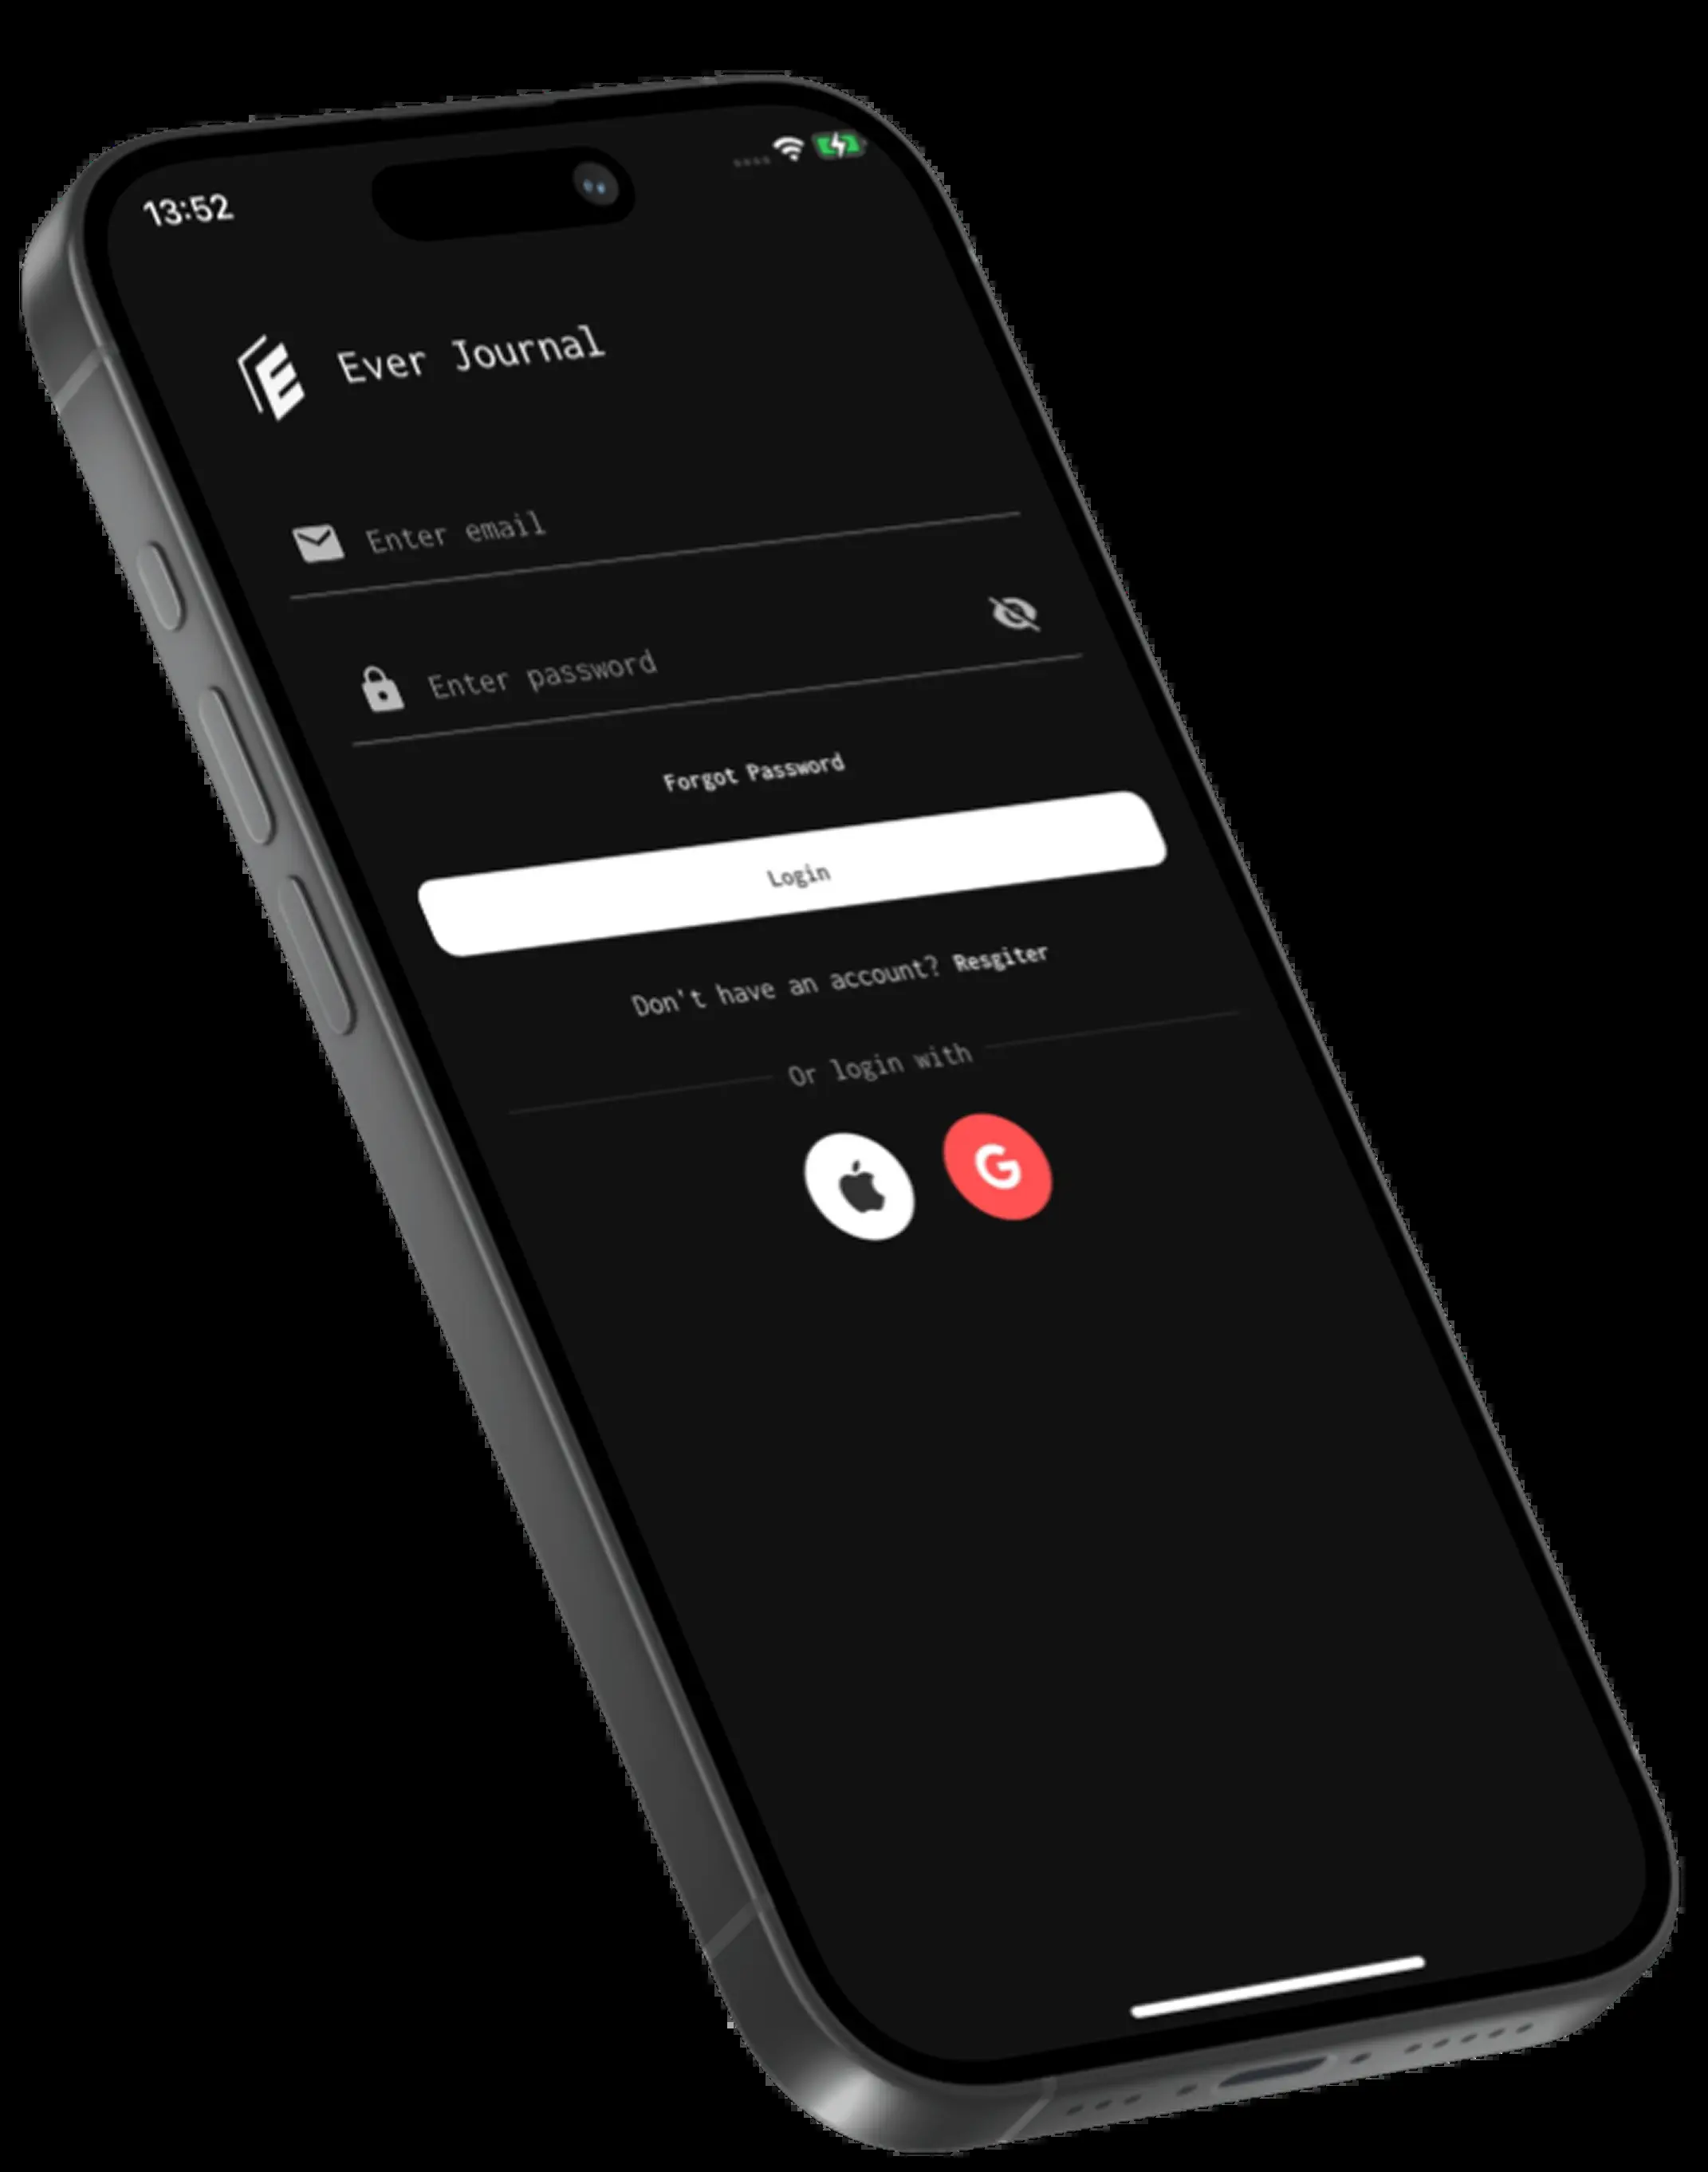 13:52
Ever Journal
Enter email
Enter password
Forgot Password
Login
Don't have an account? Resgiter
Or login with